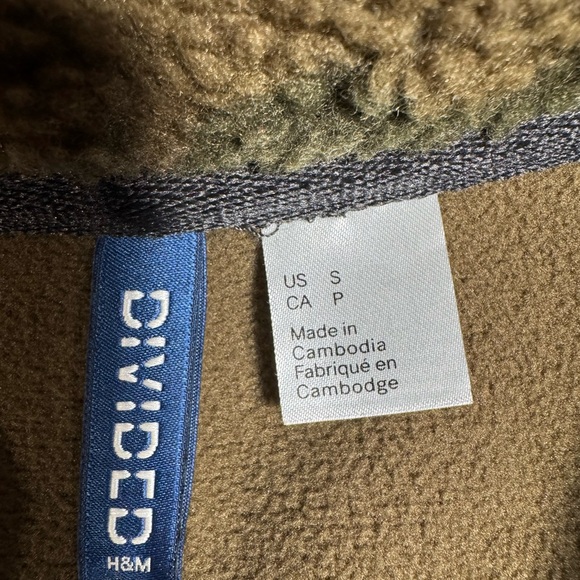 DIVIDED
H&M
US S
CA P
Made in
Cambodia
Fabriqué en
Cambodge